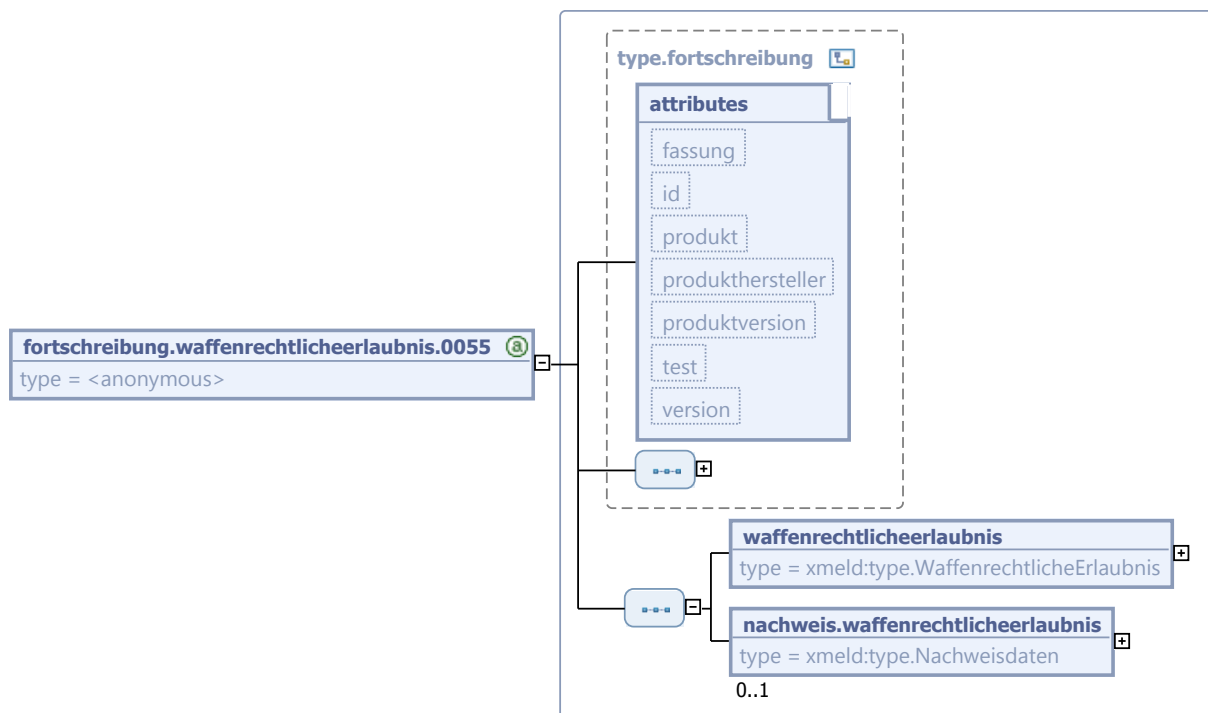 type.fortschreibung
attributes
fassung
id
produkt
produkthersteller
produktversion
test
version
fortschreibung.waffenrechtlicheerlaubnis.0055 a
type = <anonymous>
waffenrechtlicheerlaubnis
type = xmeld:type.WaffenrechtlicheErlaubnis
nachweis.waffenrechtlicheerlaubnis
type = xmeld:type.Nachweisdaten
0..1